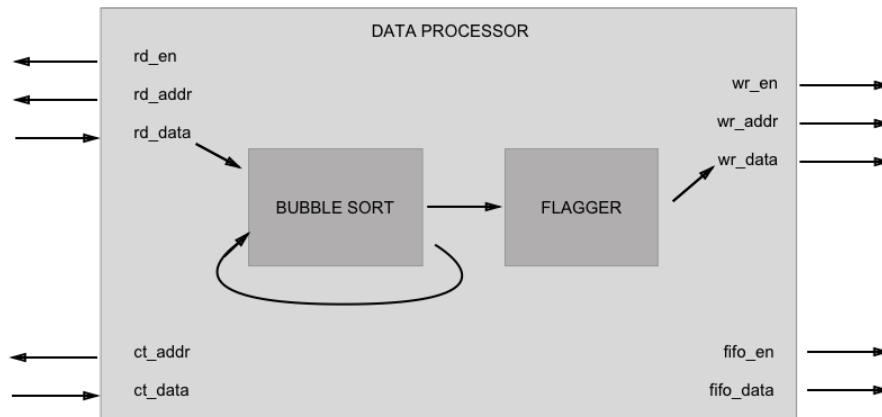 DATA PROCESSOR
rd_en
rd_addr
rd_data
wr_en
wr_addr
wr_data
BUBBLE SORT
FLAGGER
ct_addr
ct_data
fifo_en
fifo_data